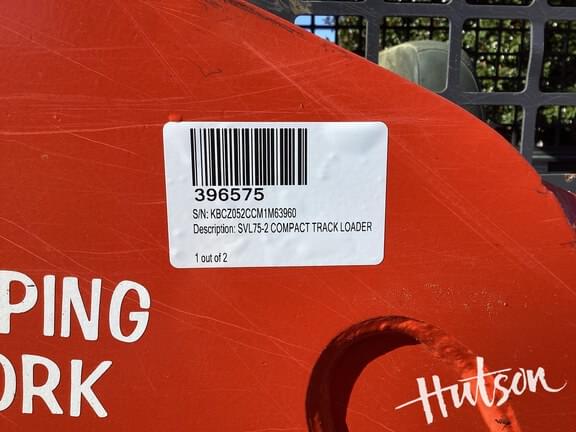 396575
S/N: KBCZ052CCM1M63960
Description: SVL75-2 COMPACT TRACK LOADER
1 out of 2
PING
ORK
Hutson